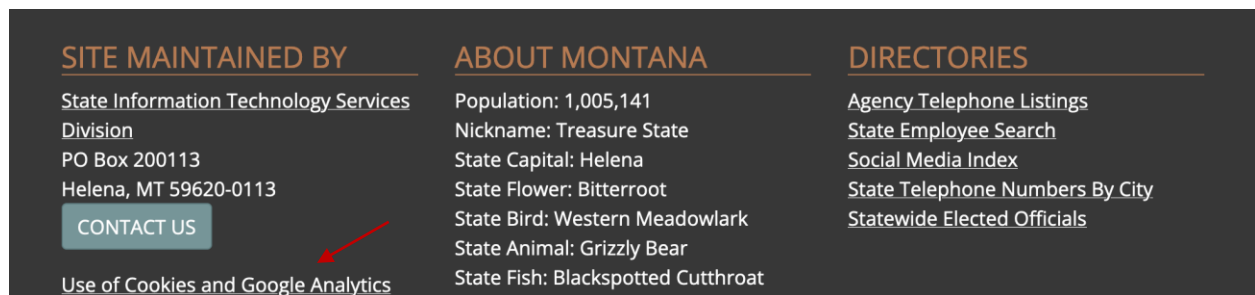 SITE MAINTAINED BY
State Information Technology Services
Division
PO Box 200113
Helena, MT 59620-0113
CONTACT US
Use of Cookies and Google Analytics
ABOUT MONTANA
Population: 1,005,141
Nickname: Treasure State
State Capital: Helena
State Flower: Bitterroot
State Bird: Western Meadowlark
State Animal: Grizzly Bear
State Fish: Blackspotted Cutthroat
DIRECTORIES
Agency Telephone Listings
State Employee Search
Social Media Index
State Telephone Numbers By City
Statewide Elected Officials